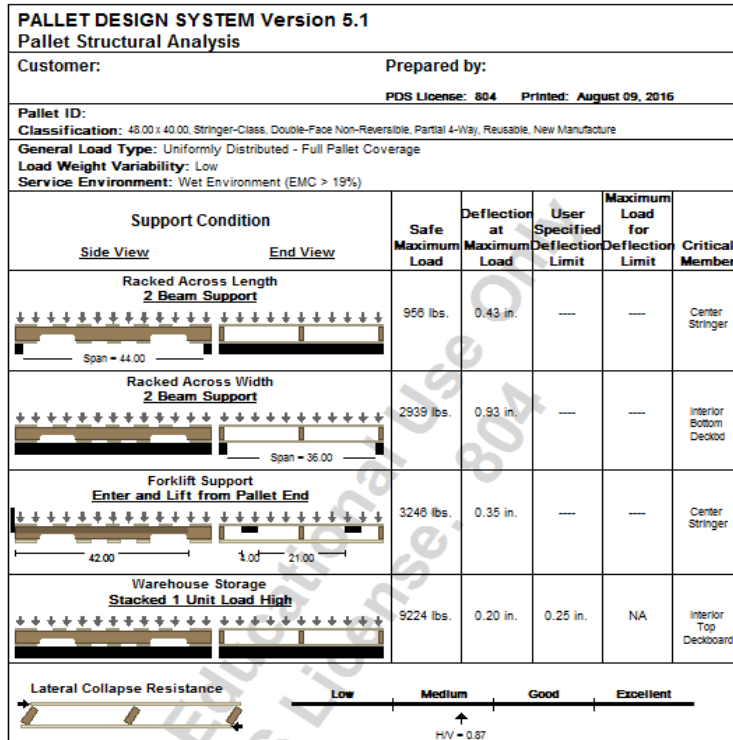 PALLET DESIGN SYSTEM Version 5.1
Pallet Structural Analysis
Customer:
Prepared by:
PDS License: 804 Printed: August 09, 2016
Pallet ID:
Classification: 48.00 x 40.00, Stringer-Class, Double-Face Non-Reversible, Partial 4-Way, Reusable, New Manufacture
General Load Type: Uniformly Distributed - Full Pallet Coverage
Load Weight Variability: Low
Service Environment: Wet Environment (EMC > 19%)
Support Condition
Side View End View
Safe
Maximum
Load
Deflection
at
Maximum
Load
User
Specified
Deflection
Limit
Maximum
Load
for
Deflection
Limit
Critical
Member
Racked Across Length
2 Beam Support
Span = 44.00
956 lbs. 0.43 in. ---- ----
Center
Stringer
Racked Across Width
2 Beam Support
Span = 36.00
2939 lbs. 0.93 in. ---- ----
Interior
Bottom
Deckbd
Forklift Support
Enter and Lift from Pallet End
42.00 4.00 21.00
3246 lbs. 0.35 in. ---- ----
Center
Stringer
Warehouse Storage
Stacked 1 Unit Load High
9224 lbs. 0.20 in. 0.25 in. NA
Interior
Top
Deckboard
Lateral Collapse Resistance
Low Medium Good Excellent
H/V = 0.87
Educational Use Only
License. 804